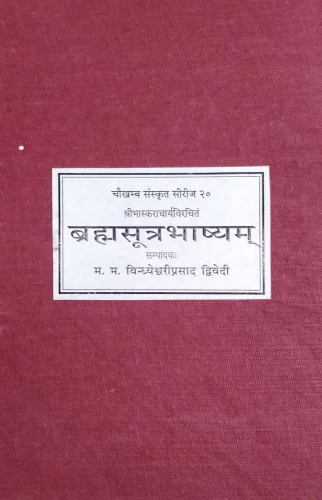 चौखम्ब संस्कृत सीरीज २०
श्रीभास्कराचार्यविरचितं
ब्रह्मसूत्रभाष्यम्
सम्पादकः
म. म. विन्ध्येश्वरीप्रसाद द्विवेदी